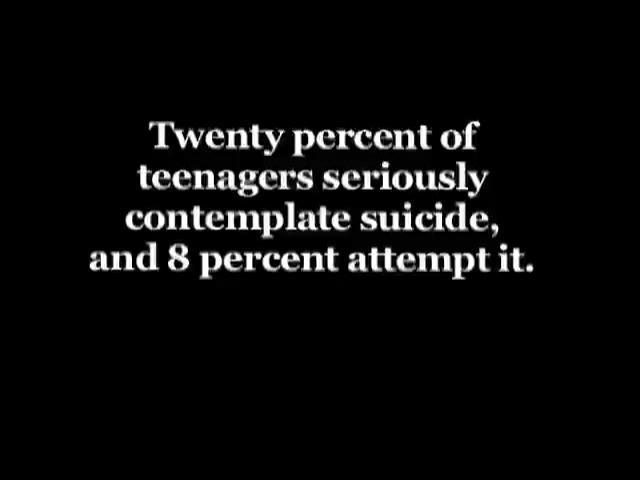 Twenty percent of
teenagers seriously
contemplate suicide,
and 8 percent attempt it.